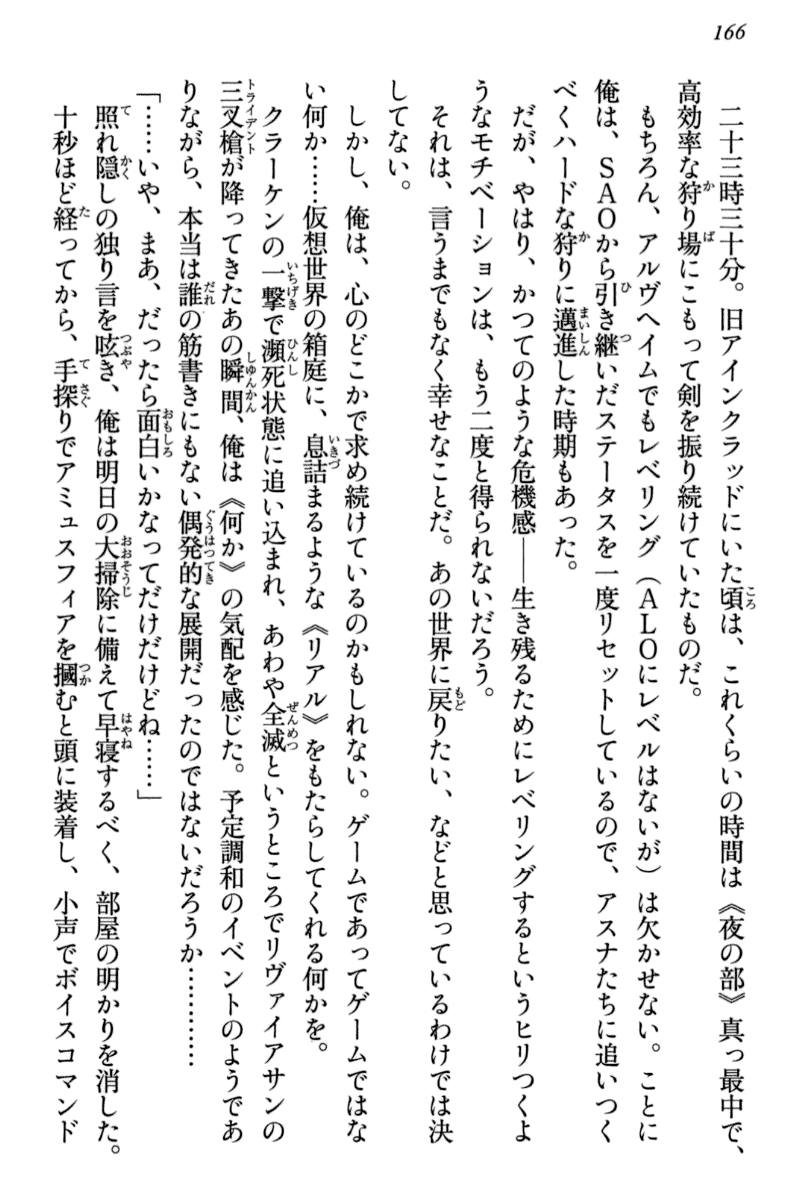 166
二十三時三十分。旧アインクラッドにいた頃は、これくらいの時間は《夜の部》真っ最中で、
高効率な狩り場にこもって剣を振り続けていたものだ。
もちろん、アルヴヘイムでもレベリング（ＡＬＯにレベルはないが）は欠かせない。ことに
俺は、ＳＡＯから引き継いだステータスを一度リセットしているので、アスナたちに追いつく
べくハードな狩りに邁進した時期もあった。
だが、やはり、かつてのような危機感――生き残るためにレベリングするというヒリつくよ
うなモチベーションは、もう二度と得られないだろう。
それは、言うまでもなく幸せなことだ。あの世界に戻りたい、などと思っているわけでは決
してない。
しかし、俺は、心のどこかで求め続けているのかもしれない。ゲームであってゲームではな
い何か……仮想世界の箱庭に、息詰まるような《リアル》をもたらしてくれる何かを。
クラーケンの一撃で瀕死状態に追い込まれ、あわや全滅というところでリヴァイアサンの
三叉槍が降ってきたあの瞬間、俺は《何か》の気配を感じた。予定調和のイベントのようであ
りながら、本当は誰の筋書きにもない偶発的な展開だったのではないだろうか…………
「……いや、まあ、だったら面白いかなってだけだけどね……」
照れ隠しの独り言を呟き、俺は明日の大掃除に備えて早寝するべく、部屋の明かりを消した。
十秒ほど経ってから、手探りでアミュスフィアを摑むと頭に装着し、小声でボイスコマンド